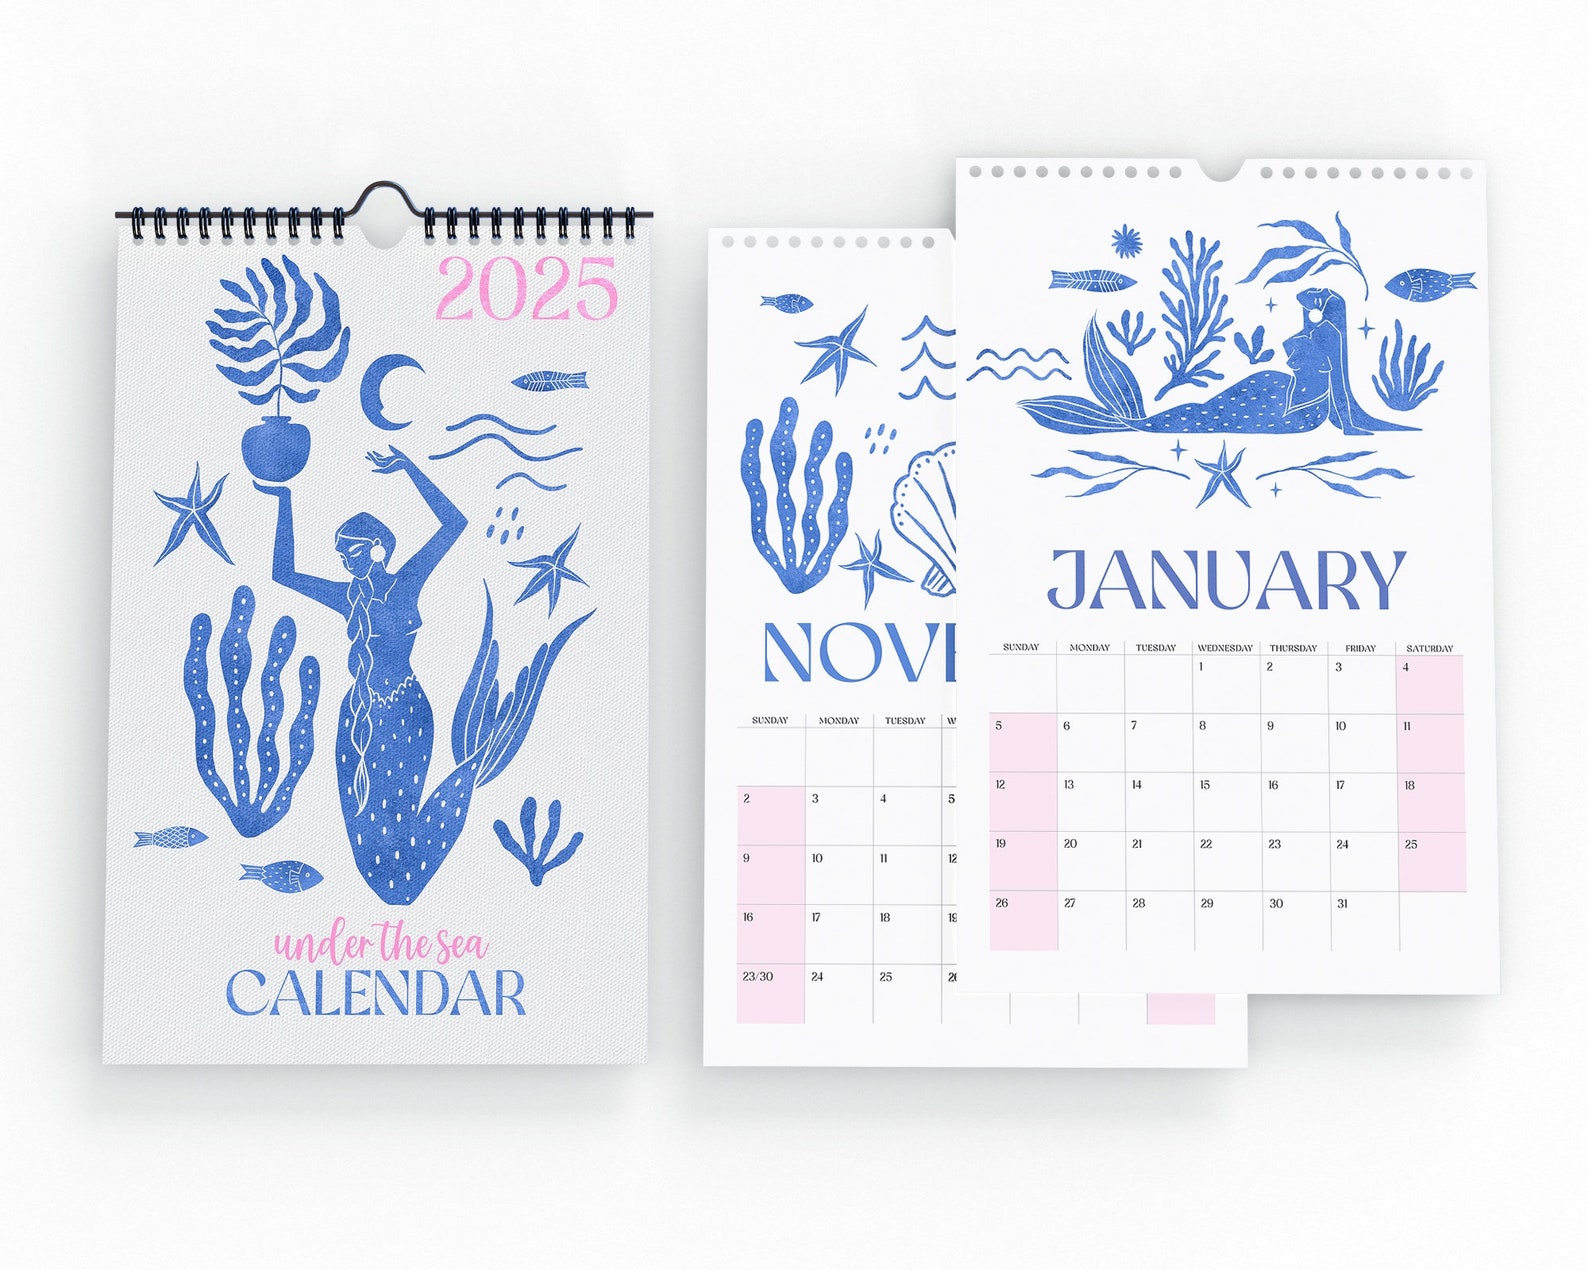 2025
under the sea
CALENDAR
NOVE
SUNDAY MONDAY TUESDAY W
2 3 4 5
9 10 11 12
16 17 18 19
23/30 24 25 26
JANUARY
SUNDAY MONDAY TUESDAY WEDNESDAY THURSDAY FRIDAY SATURDAY
1 2 3 4
5 6 7 8 9 10 11
12 13 14 15 16 17 18
19 20 21 22 23 24 25
26 27 28 29 30 31